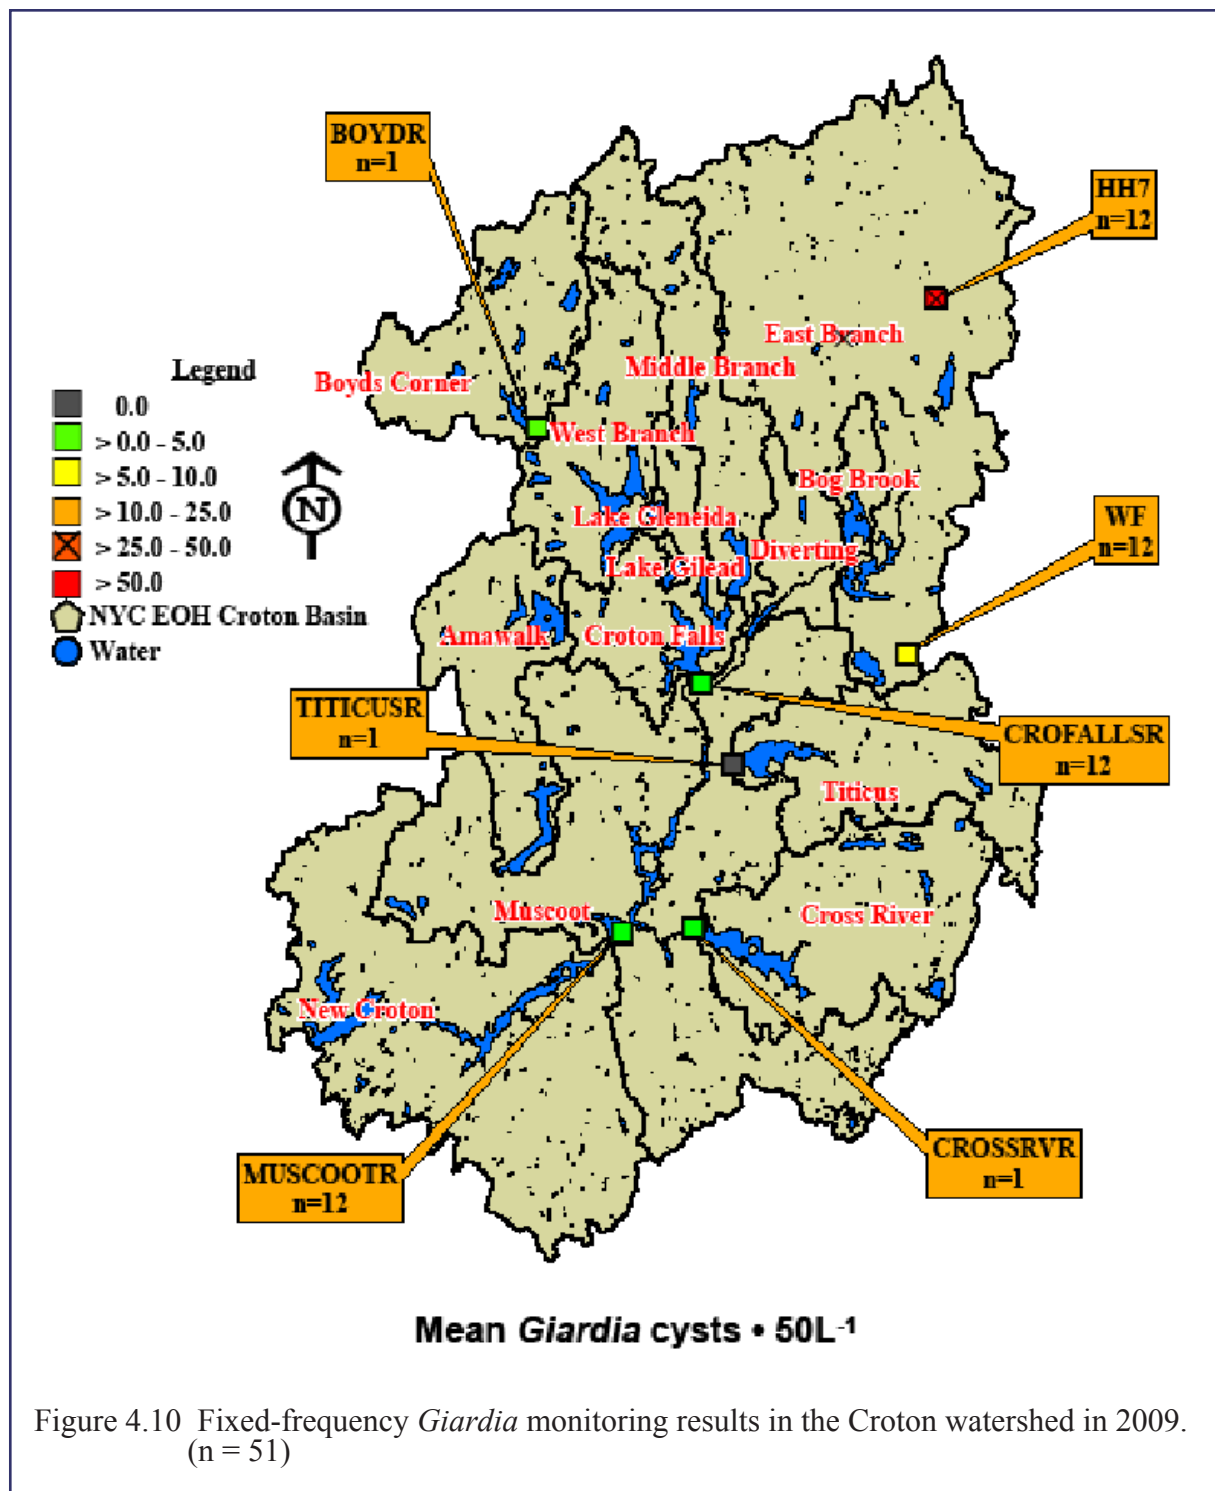 BOYDR
n=1
HH7
n=12
East Branch
Middle Branch
Legend
Boyds Corner
0.0
> 0.0 - 5.0
> 5.0 - 10.0
> 10.0 - 25.0
> 25.0 - 50.0
> 50.0
NYC EOH Croton Basin
Water
N
West Branch
Bog Brook
Lake Gleneida
WF
n=12
Diverting
Lake Gilead
Amawalk
Croton Falls
TITICUSR
n=1
CROFALLSR
n=12
Titicus
Muscoot
Cross River
New Croton
MUSCOOTR
n=12
CROSSRVR
n=1
Mean Giardia cysts • 50L-1
Figure 4.10 Fixed-frequency Giardia monitoring results in the Croton watershed in 2009.
(n = 51)